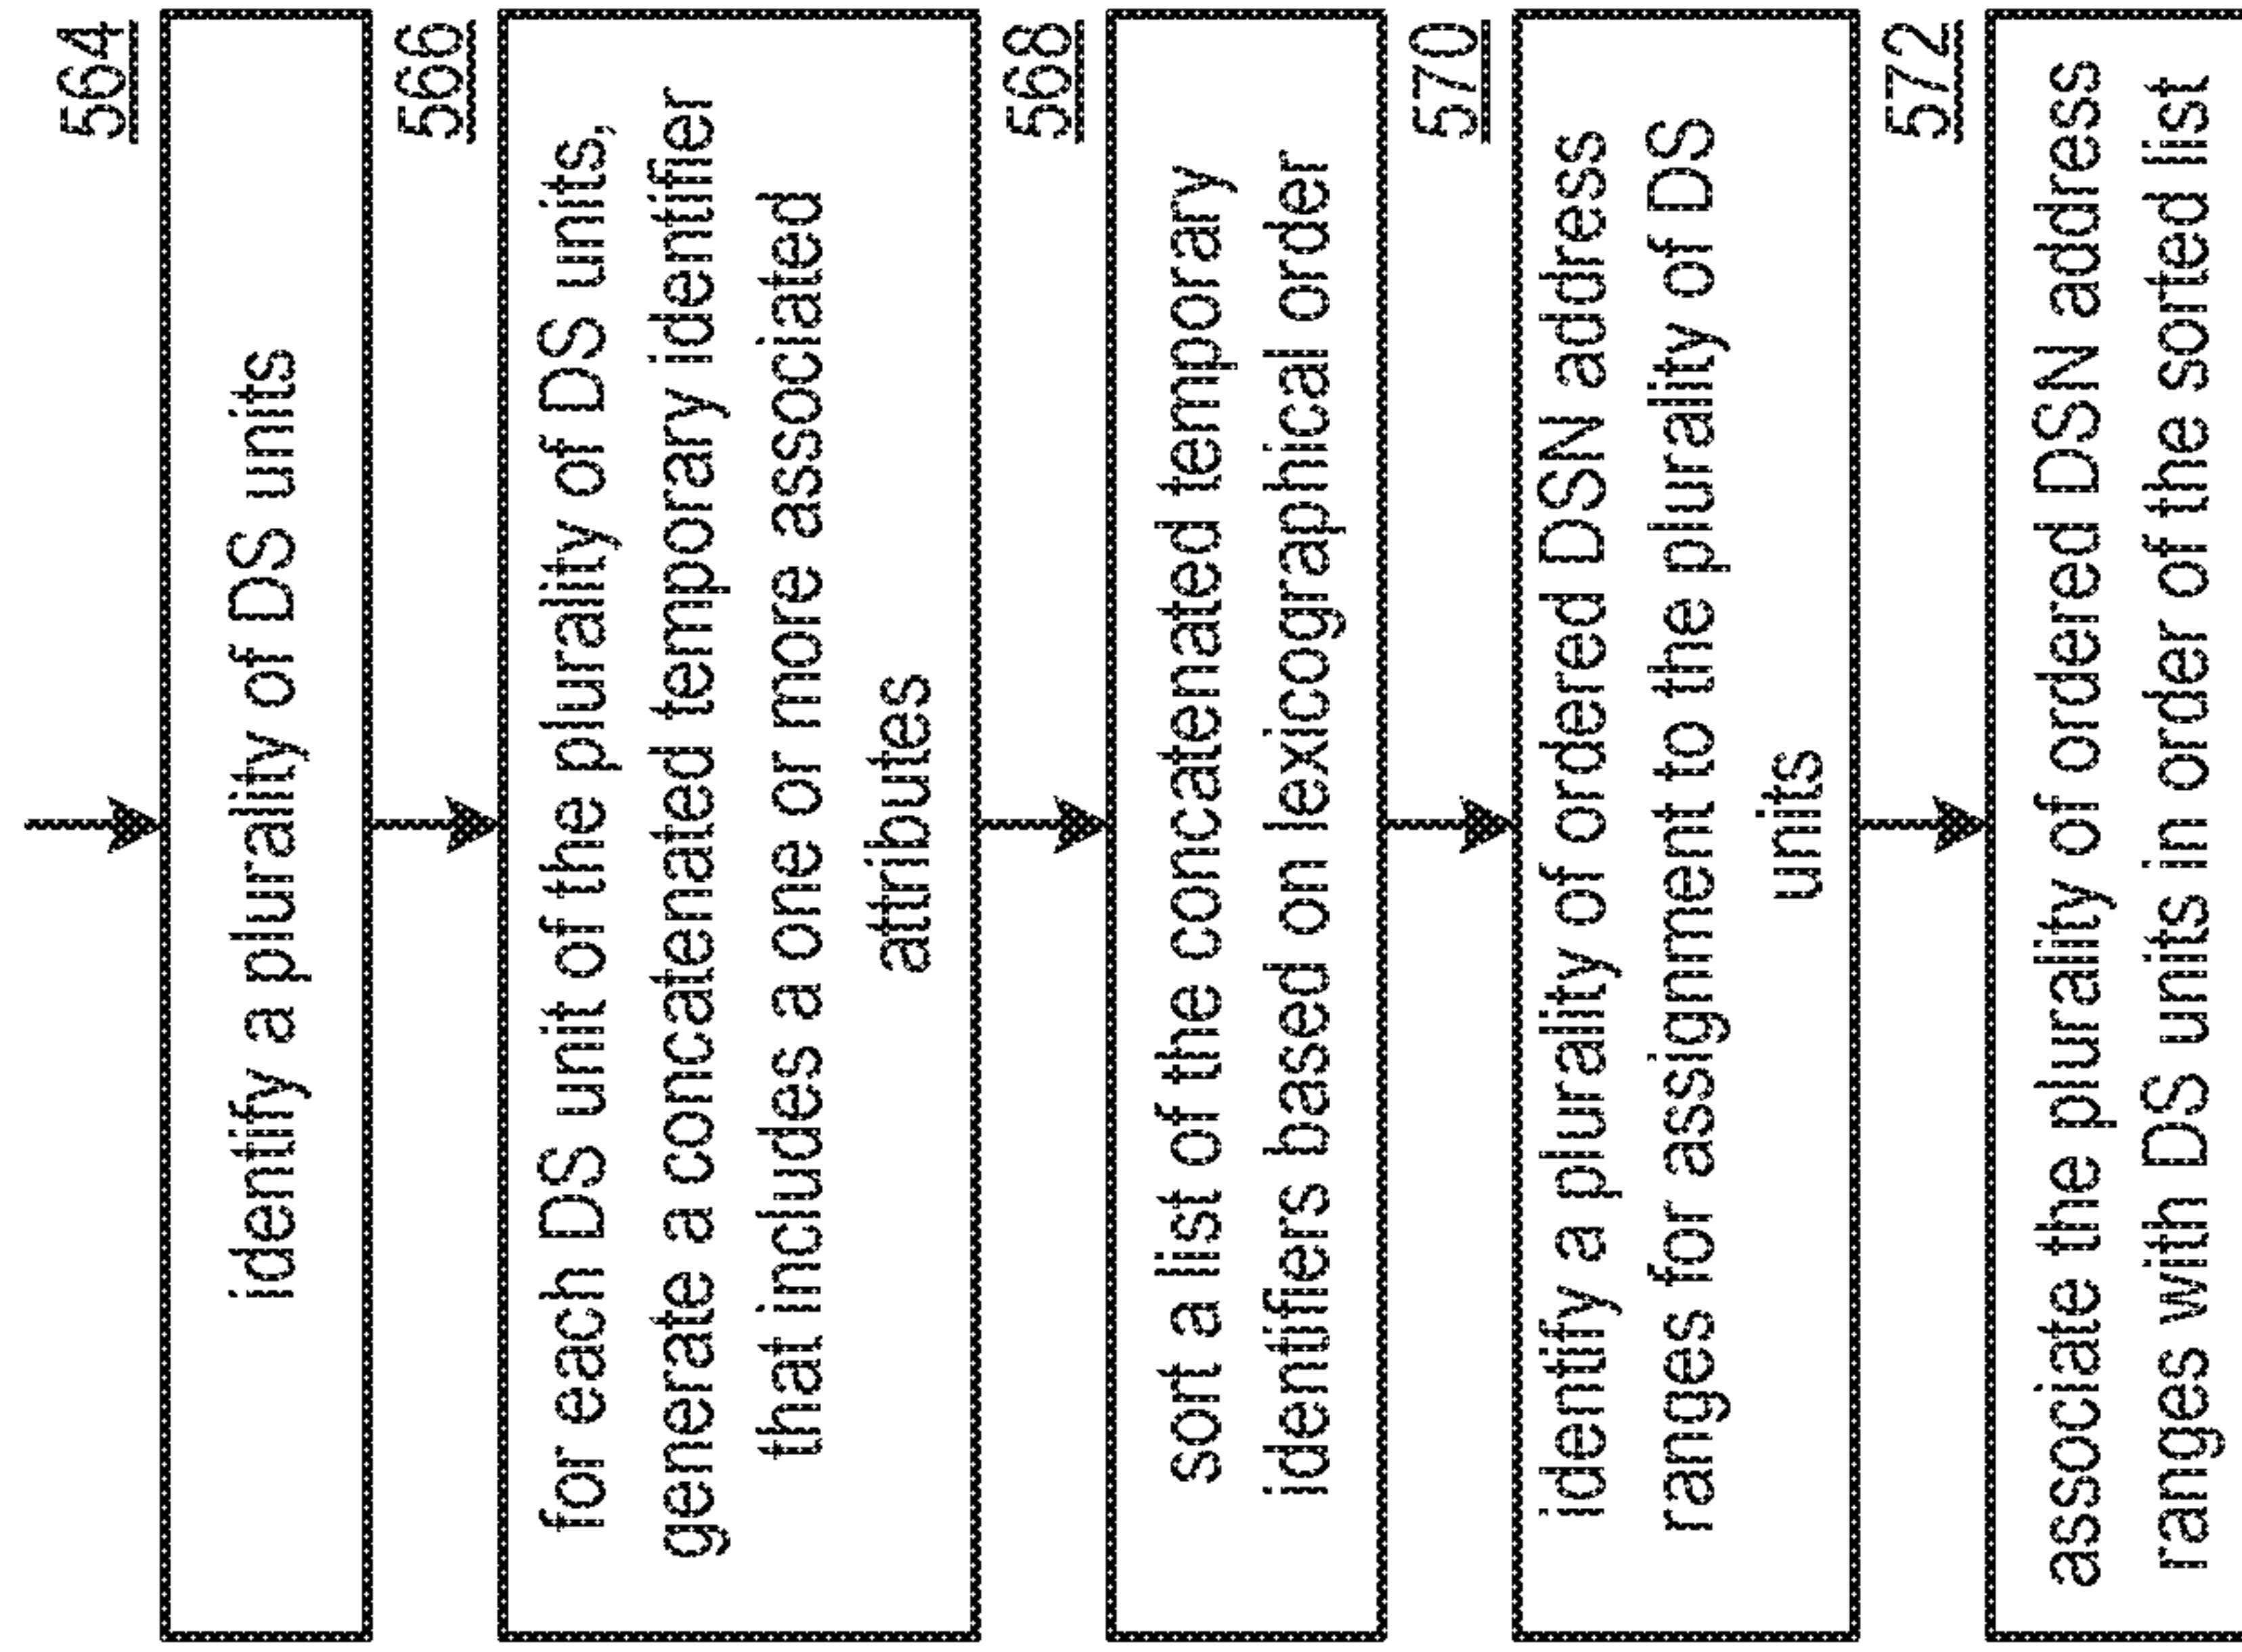 564
identify a plurality of DS units
566
for each DS unit of the plurality of DS units,
generate a concatenated temporary identifier
that includes a one or more associated
attributes
568
sort a list of the concatenated temporary
identifiers based on lexicographical order
570
identify a plurality of ordered DSN address
ranges for assignment to the plurality of DS
units
572
associate the plurality of ordered DSN address
ranges with DS units in order of the sorted list